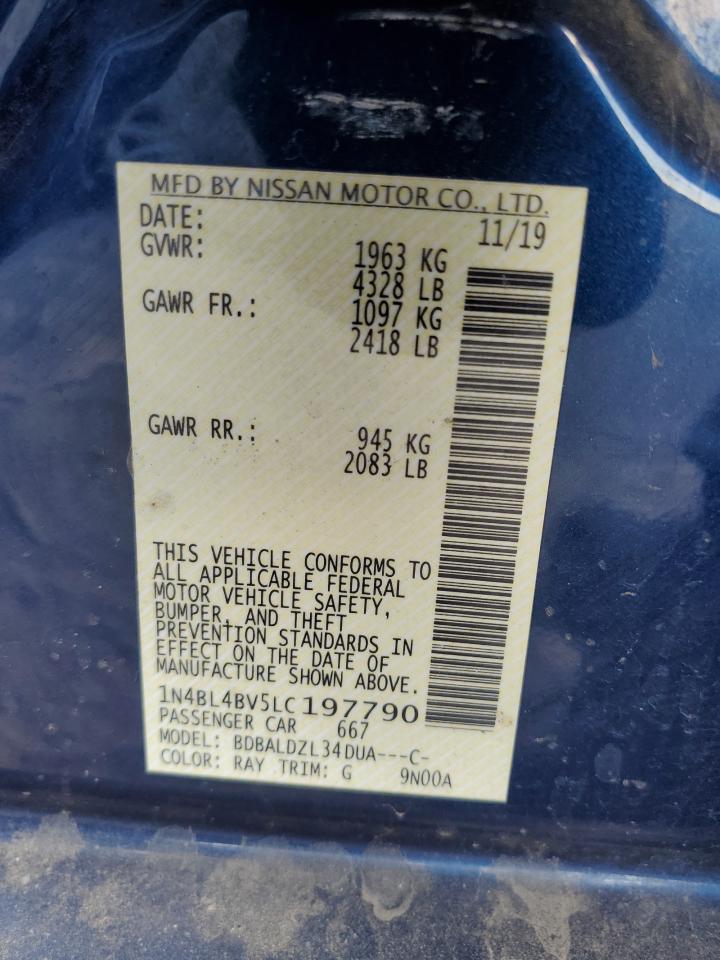 MFD BY NISSAN MOTOR CO., LTD.
DATE: 11/19
GVWR: 1963 KG
4328 LB
GAWR FR.: 1097 KG
2418 LB
GAWR RR.: 945 KG
2083 LB
THIS VEHICLE CONFORMS TO
ALL APPLICABLE FEDERAL
MOTOR VEHICLE SAFETY,
BUMPER, AND THEFT
PREVENTION STANDARDS IN
EFFECT ON THE DATE OF
MANUFACTURE SHOWN ABOVE.
1N4BL4BV5LC197790
PASSENGER CAR 667
MODEL: BDBALDZL34DUA---C-
COLOR: RAY TRIM: G 9N00A